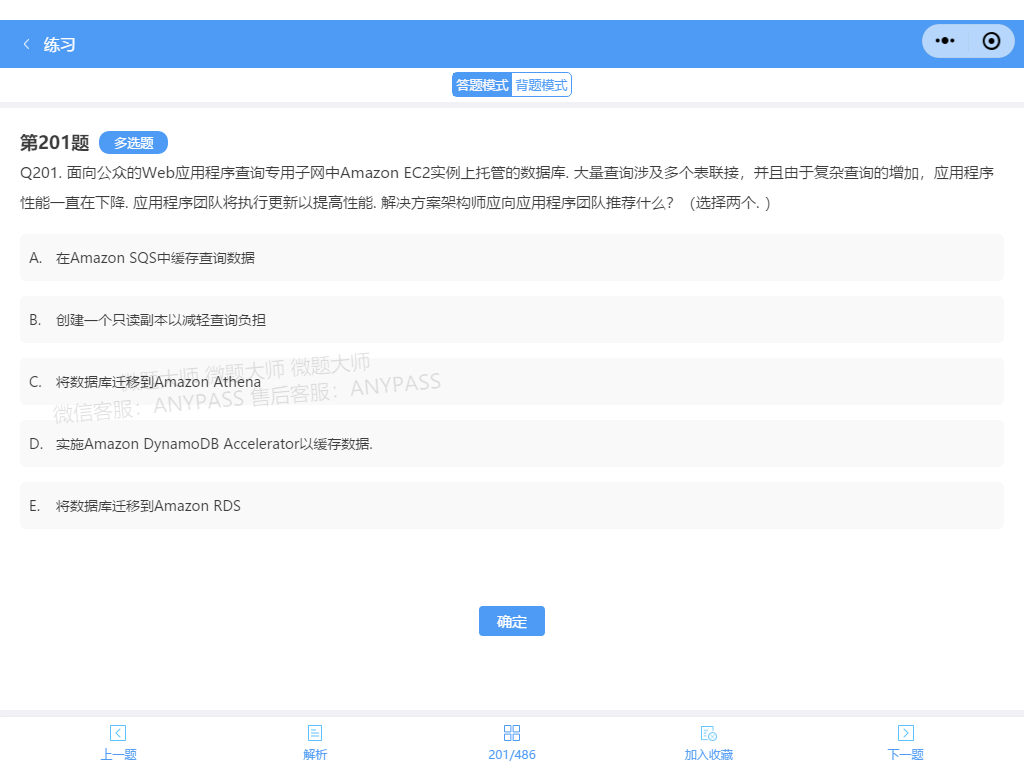 练习
答题模式 背题模式
第201题 多选题
Q201. 面向公众的Web应用程序查询专用子网中Amazon EC2实例上托管的数据库. 大量查询涉及多个表联接，并且由于复杂查询的增加，应用程序
性能一直在下降. 应用程序团队将执行更新以提高性能. 解决方案架构师应向应用程序团队推荐什么？（选择两个. ）
A. 在Amazon SQS中缓存查询数据
B. 创建一个只读副本以减轻查询负担
微题大师 微题大师 微题大师
C. 将数据库迁移到Amazon Athena
微信客服：ANYPASS 售后客服：ANYPASS
D. 实施Amazon DynamoDB Accelerator以缓存数据.
E. 将数据库迁移到Amazon RDS
确定
上一题 解析 201/486 加入收藏 下一题